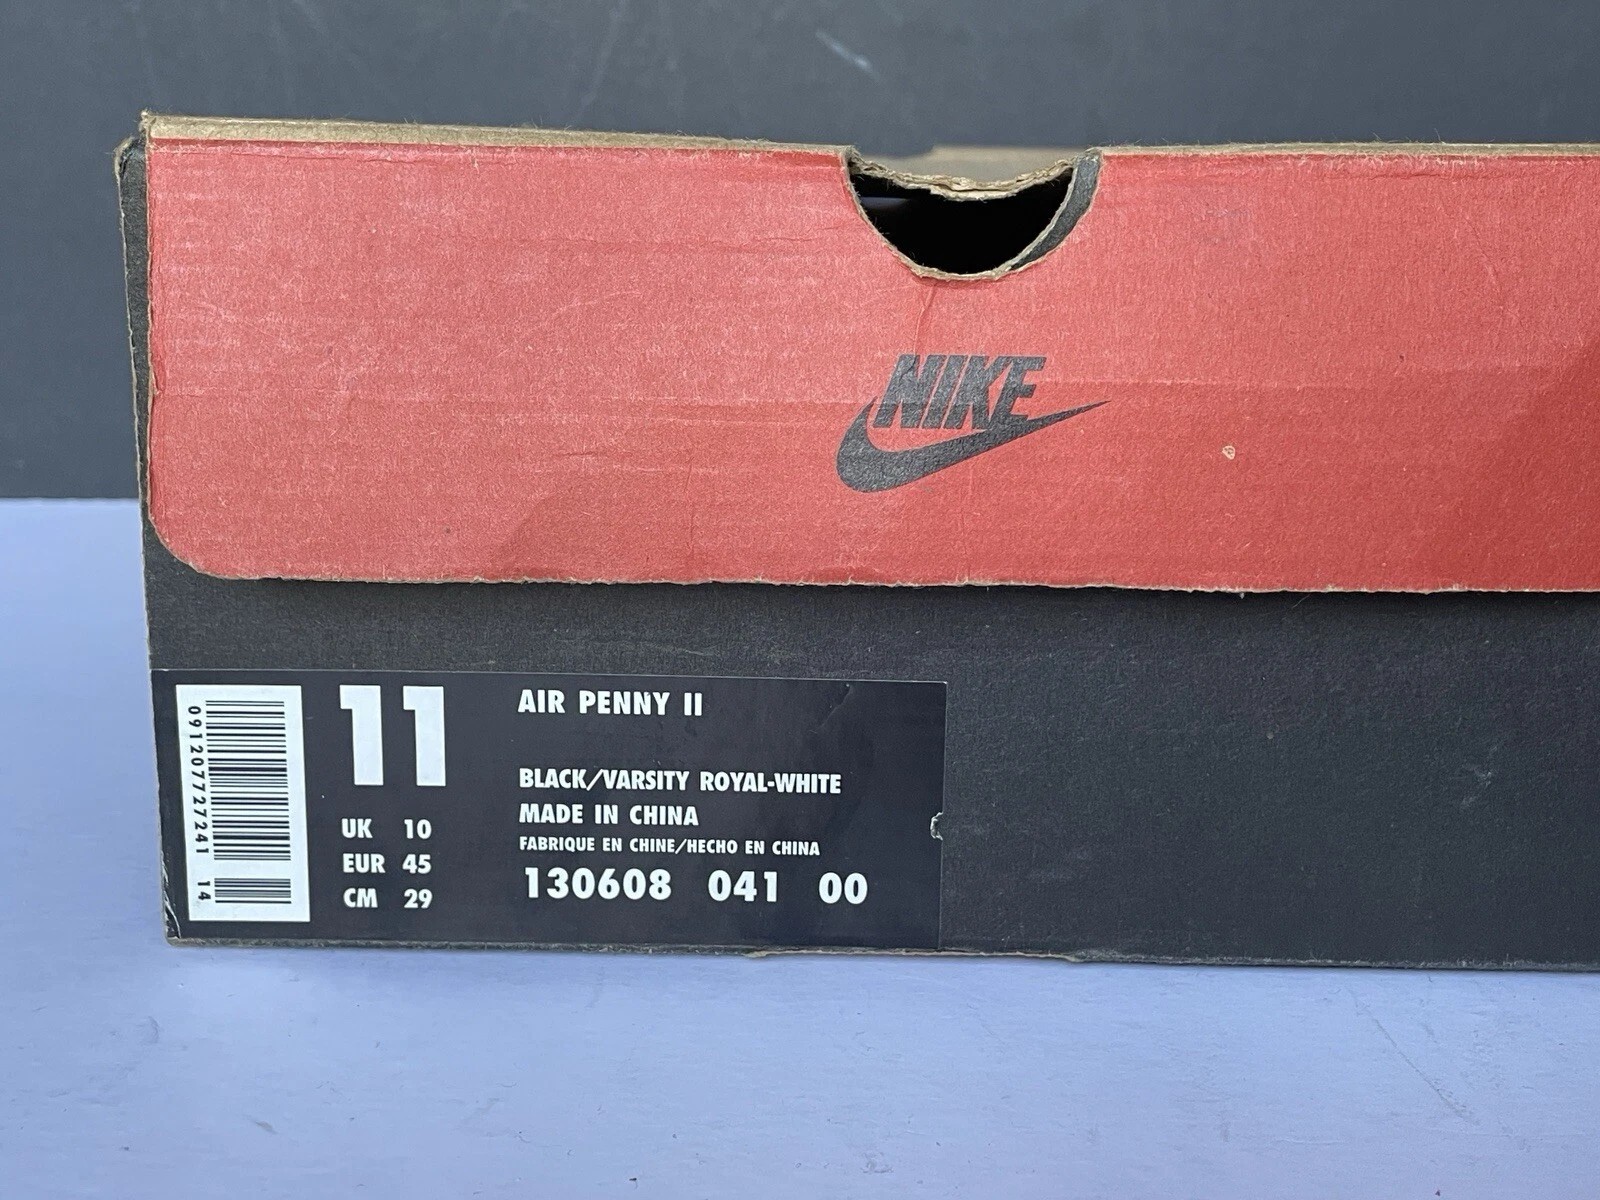 NIKE
091207727241 14
11
UK 10
EUR 45
CM 29
AIR PENNY II
BLACK/VARSITY ROYAL-WHITE
MADE IN CHINA
FABRIQUE EN CHINE/HECHO EN CHINA
130608 041 00